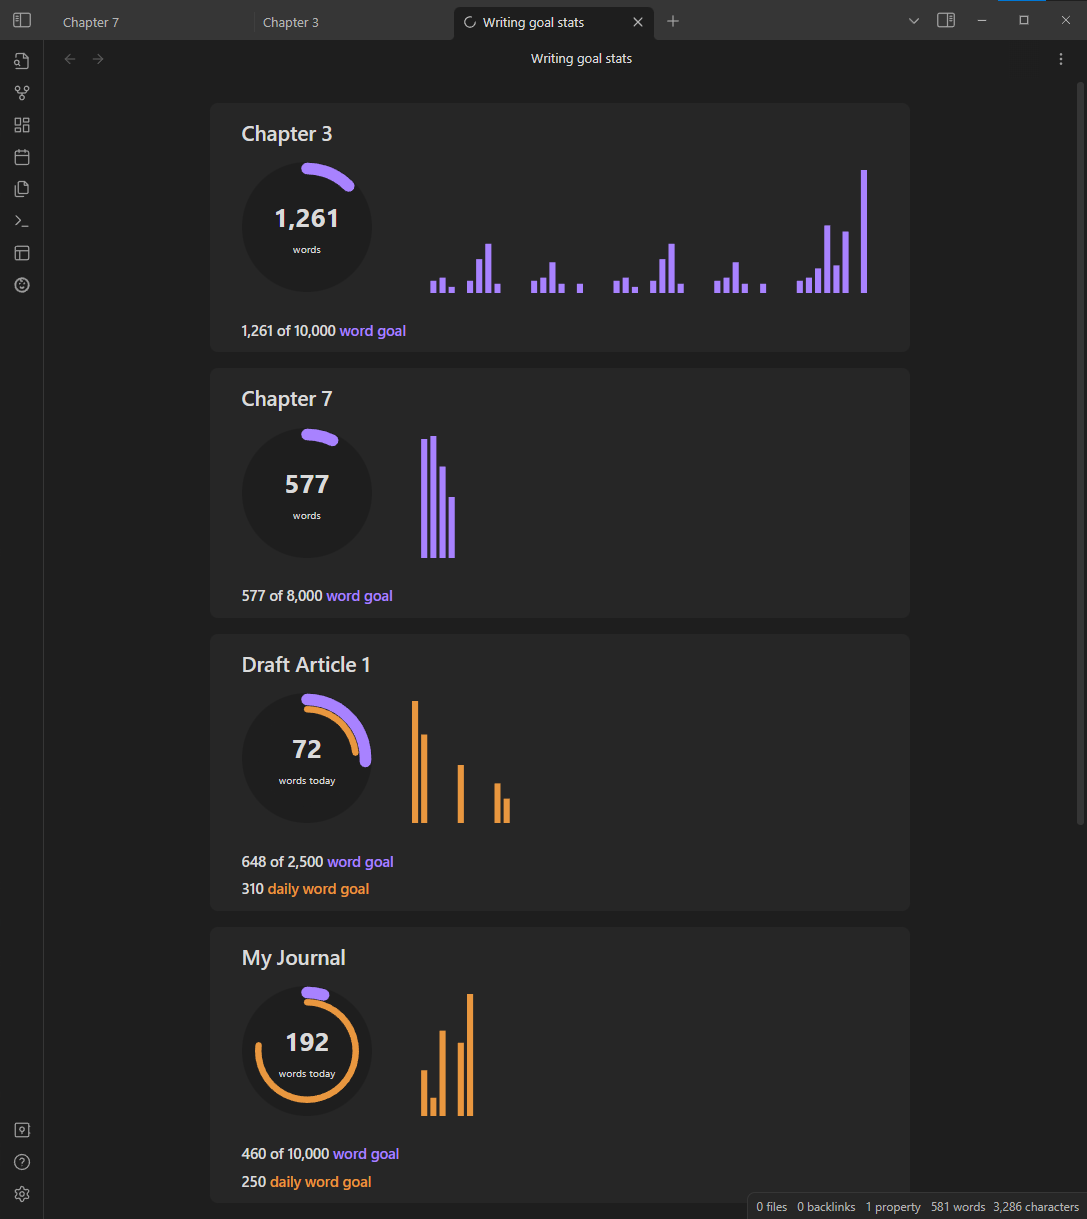 Chapter 7
Chapter 3
Writing goal stats
Writing goal stats
Chapter 3
1,261
words
1,261 of 10,000 word goal
Chapter 7
577
words
577 of 8,000 word goal
Draft Article 1
72
words today
648 of 2,500 word goal
310 daily word goal
My Journal
192
words today
460 of 10,000 word goal
250 daily word goal
0 files 0 backlinks 1 property 581 words 3,286 characters